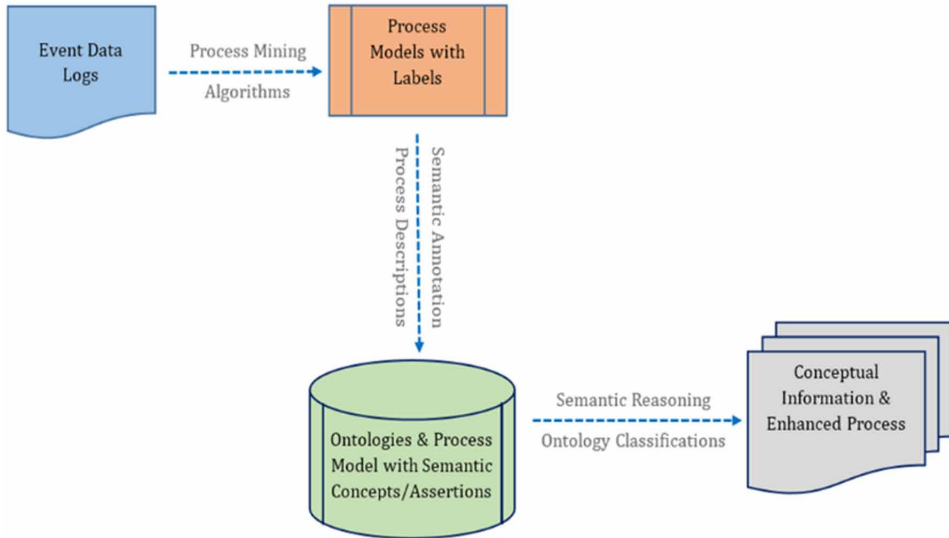 Event Data
Logs
Process Mining
Algorithms
Process
Models with
Labels
Semantic Annotation
Process Descriptions
Ontologies & Process
Model with Semantic
Concepts/Assertions
Semantic Reasoning
Ontology Classifications
Conceptual
Information &
Enhanced Process